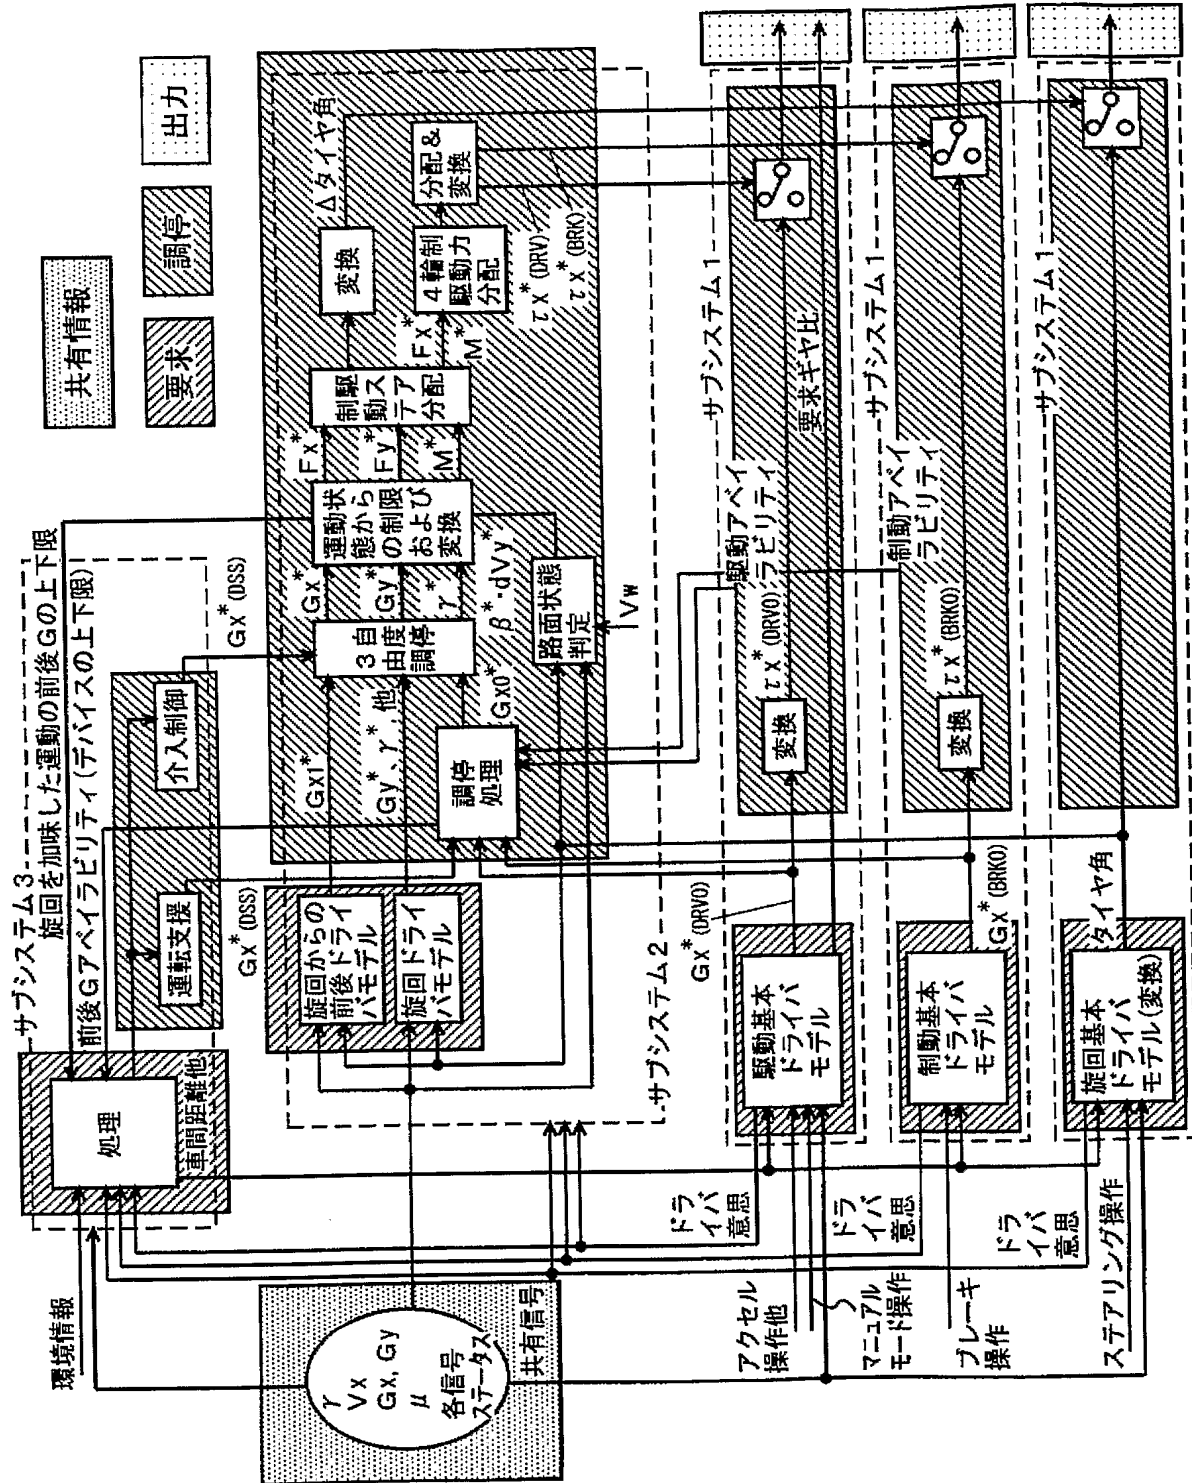 共有情報
要求
調停
出力
サブシステム3
旋回を加味した運動の前後Gの上下限
前後Gアベイラビリティ(デバイスの上下限)
環境情報
処理
車間距離他
運転支援
介入制御
Gx*(DSS)
Gx*(DSS)
γ
Vx
Gx, Gy
μ
各信号
ステータス
共有信号
サブシステム2
旋回からの
前後ドライ
バモデル
旋回ドライ
バモデル
Gx1*
Gy*、γ*、他
調停
処理
Gx0*
3自
由度
調停
Gx*
Gy*
γ*
運動状
態から
の制限
および
変換
β*・dVy*
路面状態
判定
Vw
Fx*
Fy*
M*
制駆
動ステ
ア
分配
変換
Δタイヤ角
Fx*
M*
4輪制
駆動力
分配
分配&
変換
τx*(DRV)
τx*(BRK)
サブシステム1
ドラ
イバ
意思
アクセル
操作他
マニュアル
モード操作
駆動基本
ドライバ
モデル
Gx*(DRV0)
変換
τx*(DRV0)
駆動アベイ
ラビリティ
要求ギヤ比
サブシステム1
ドラ
イバ
意思
ブレーキ
操作
制動基本
ドライバ
モデル
Gx*(BRK0)
変換
τx*(BRK0)
制動アベイ
ラビリティ
サブシステム1
ドラ
イバ
意思
ステアリング操作
旋回基本
ドライバ
モデル(変換)
タイヤ角